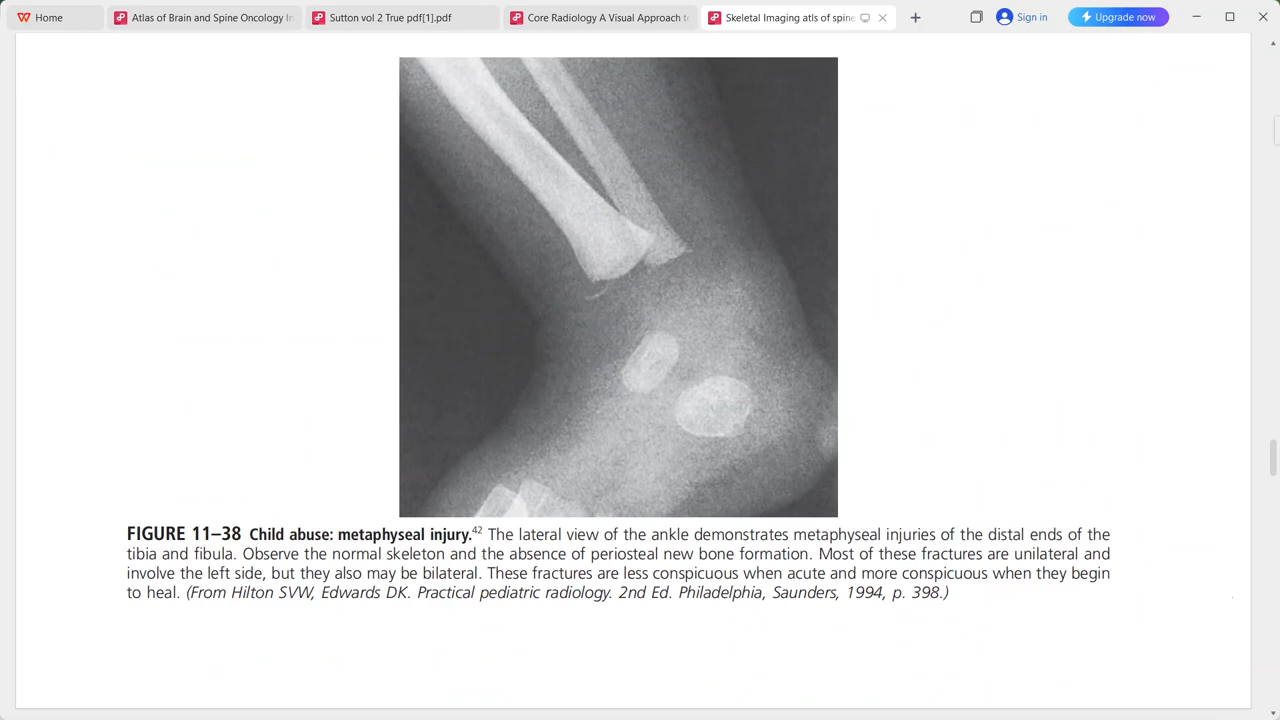 Home
Atlas of Brain and Spine Oncology I
Sutton vol 2 True pdf[1].pdf
Core Radiology A Visual Approach to
Skeletal Imaging atls of spine
Sign in
Upgrade now
FIGURE 11–38 Child abuse: metaphyseal injury.42 The lateral view of the ankle demonstrates metaphyseal injuries of the distal ends of the
tibia and fibula. Observe the normal skeleton and the absence of periosteal new bone formation. Most of these fractures are unilateral and
involve the left side, but they also may be bilateral. These fractures are less conspicuous when acute and more conspicuous when they begin
to heal. (From Hilton SVW, Edwards DK. Practical pediatric radiology. 2nd Ed. Philadelphia, Saunders, 1994, p. 398.)